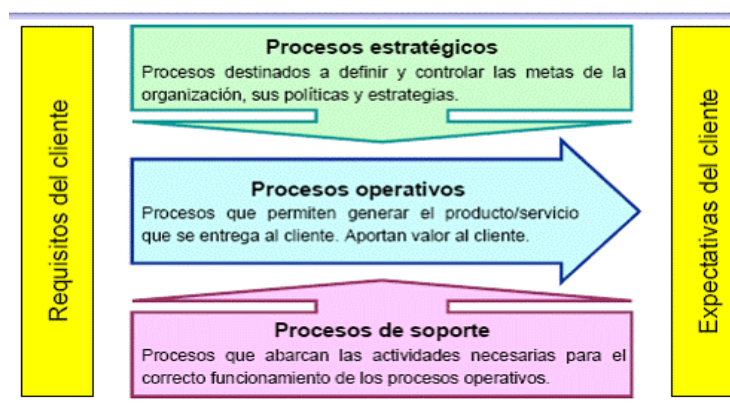 Requisitos del cliente
Procesos estratégicos
Procesos destinados a definir y controlar las metas de la
organización, sus políticas y estrategias.
Procesos operativos
Procesos que permiten generar el producto/servicio
que se entrega al cliente. Aportan valor al cliente.
Procesos de soporte
Procesos que abarcan las actividades necesarias para el
correcto funcionamiento de los procesos operativos.
Expectativas del cliente